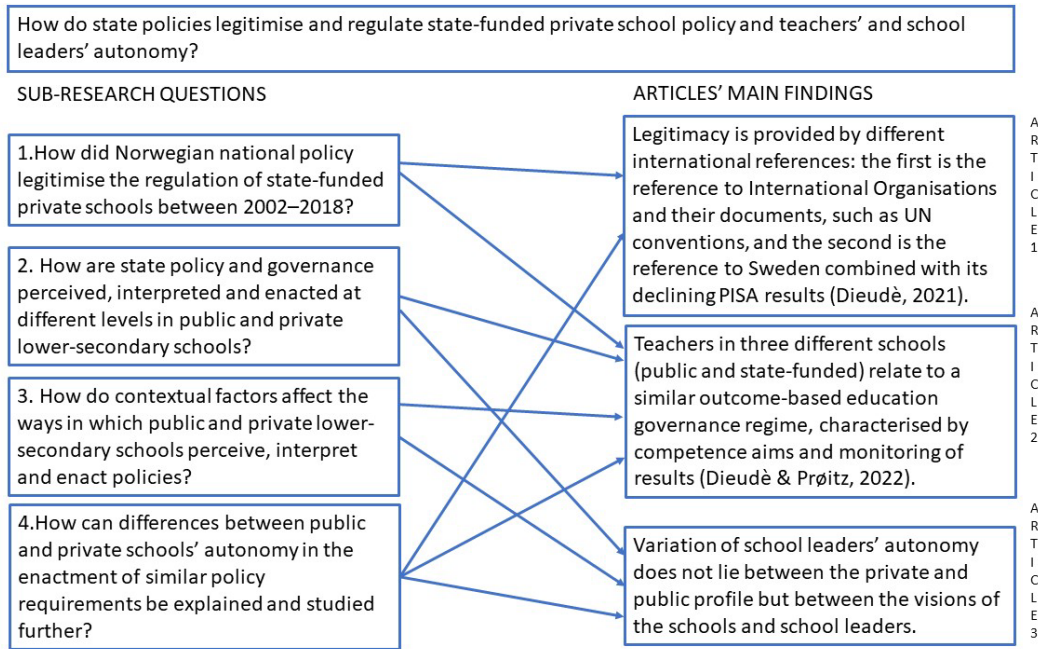 How do state policies legitimise and regulate state-funded private school policy and teachers’ and school
leaders’ autonomy?
SUB-RESEARCH QUESTIONS
1.How did Norwegian national policy
legitimise the regulation of state-funded
private schools between 2002–2018?
2. How are state policy and governance
perceived, interpreted and enacted at
different levels in public and private
lower-secondary schools?
3. How do contextual factors affect the
ways in which public and private lower-
secondary schools perceive, interpret
and enact policies?
4.How can differences between public
and private schools’ autonomy in the
enactment of similar policy
requirements be explained and studied
further?
ARTICLES’ MAIN FINDINGS
Legitimacy is provided by different
international references: the first is the
reference to International Organisations
and their documents, such as UN
conventions, and the second is the
reference to Sweden combined with its
declining PISA results (Dieudè, 2021).
ARTICLE 1
Teachers in three different schools
(public and state-funded) relate to a
similar outcome-based education
governance regime, characterised by
competence aims and monitoring of
results (Dieudè & Prøitz, 2022).
ARTICLE 2
Variation of school leaders’ autonomy
does not lie between the private and
public profile but between the visions of
the schools and school leaders.
ARTICLE 3